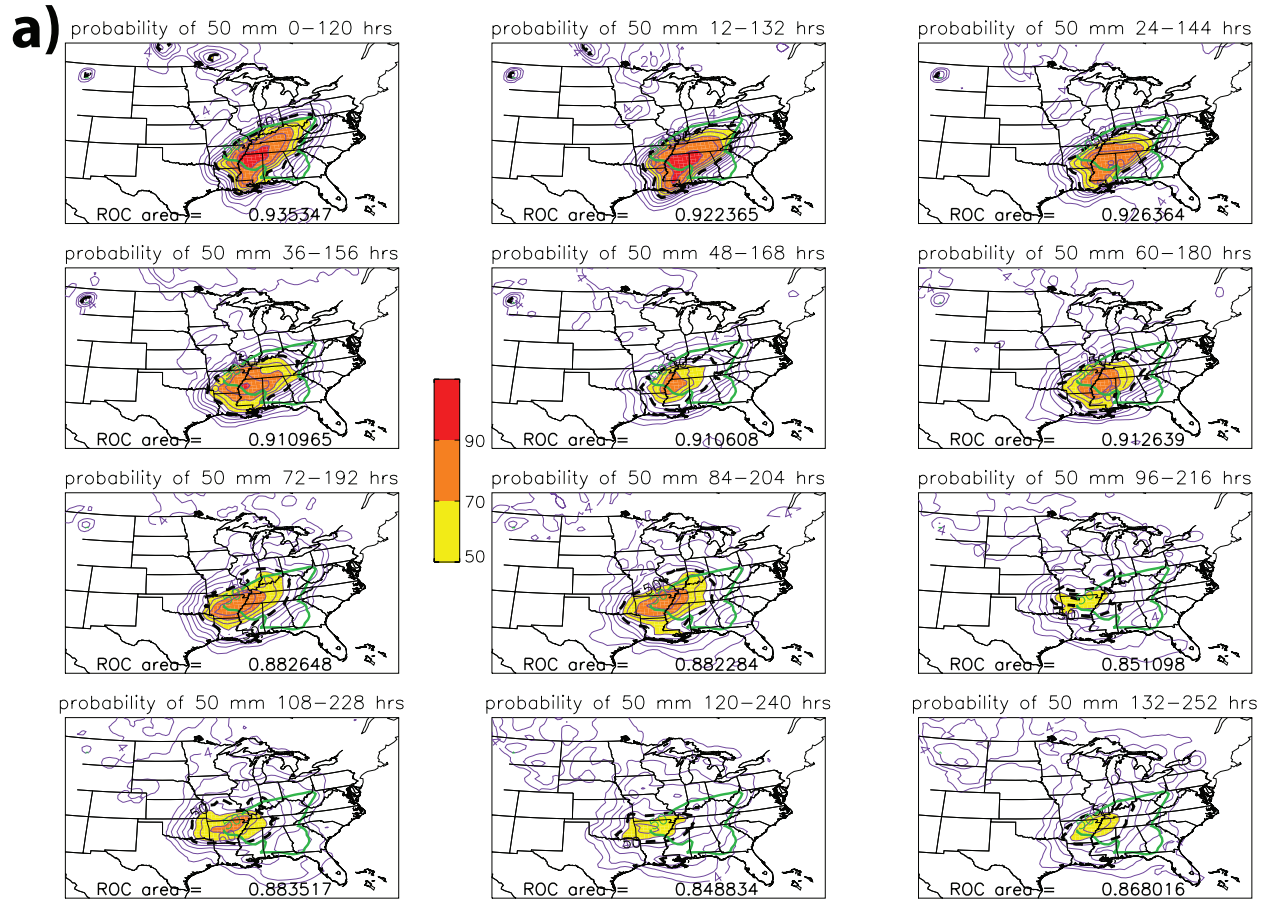 a)
probability of 50 mm 0–120 hrs
probability of 50 mm 12–132 hrs
probability of 50 mm 24–144 hrs
ROC area = 0.935347
ROC area = 0.922365
ROC area = 0.926364
probability of 50 mm 36–156 hrs
probability of 50 mm 48–168 hrs
probability of 50 mm 60–180 hrs
ROC area = 0.910965
ROC area = 0.910608
ROC area = 0.912639
90
70
50
probability of 50 mm 72–192 hrs
probability of 50 mm 84–204 hrs
probability of 50 mm 96–216 hrs
ROC area = 0.882648
ROC area = 0.882284
ROC area = 0.851098
probability of 50 mm 108–228 hrs
probability of 50 mm 120–240 hrs
probability of 50 mm 132–252 hrs
ROC area = 0.883517
ROC area = 0.848834
ROC area = 0.868016